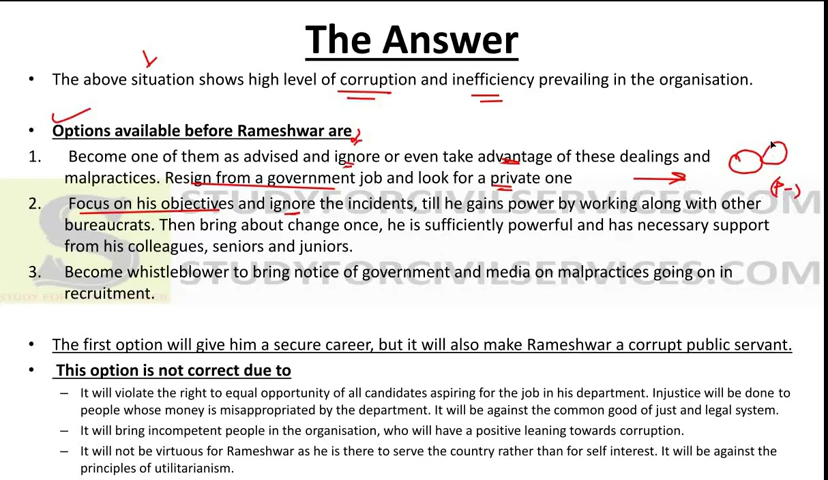 The Answer
• The above situation shows high level of corruption and inefficiency prevailing in the organisation.
• Options available before Rameshwar are
1. Become one of them as advised and ignore or even take advantage of these dealings and
malpractices. Resign from a government job and look for a private one
2. Focus on his objectives and ignore the incidents, till he gains power by working along with other
bureaucrats. Then bring about change once, he is sufficiently powerful and has necessary support
from his colleagues, seniors and juniors.
3. Become whistleblower to bring notice of government and media on malpractices going on in
recruitment.
• The first option will give him a secure career, but it will also make Rameshwar a corrupt public servant.
• This option is not correct due to
– It will violate the right to equal opportunity of all candidates aspiring for the job in his department. Injustice will be done to
people whose money is misappropriated by the department. It will be against the common good of just and legal system.
– It will bring incompetent people in the organisation, who will have a positive leaning towards corruption.
– It will not be virtuous for Rameshwar as he is there to serve the country rather than for self interest. It will be against the
principles of utilitarianism.
STUDYFORCIVILSERVICES.COM
STUDYFORCIVILSERVICES.COM